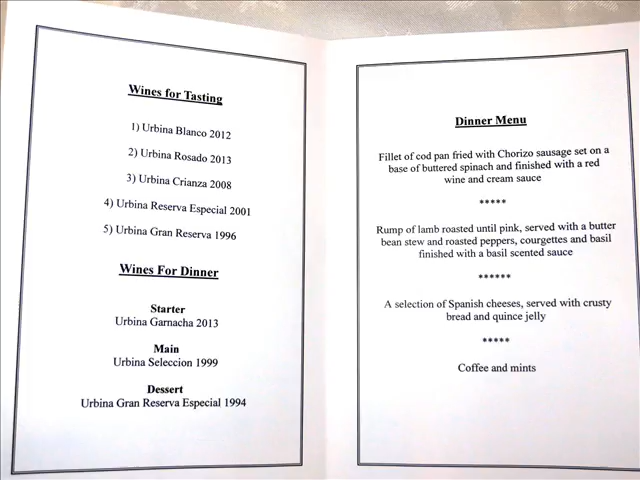 Wines for Tasting
1) Urbina Blanco 2012
2) Urbina Rosado 2013
3) Urbina Crianza 2008
4) Urbina Reserva Especial 2001
5) Urbina Gran Reserva 1996
Wines For Dinner
Starter
Urbina Garnacha 2013
Main
Urbina Seleccion 1999
Dessert
Urbina Gran Reserva Especial 1994
Dinner Menu
Fillet of cod pan fried with Chorizo sausage set on a
base of buttered spinach and finished with a red
wine and cream sauce
*****
Rump of lamb roasted until pink, served with a butter
bean stew and roasted peppers, courgettes and basil
finished with a basil scented sauce
******
A selection of Spanish cheeses, served with crusty
bread and quince jelly
*****
Coffee and mints